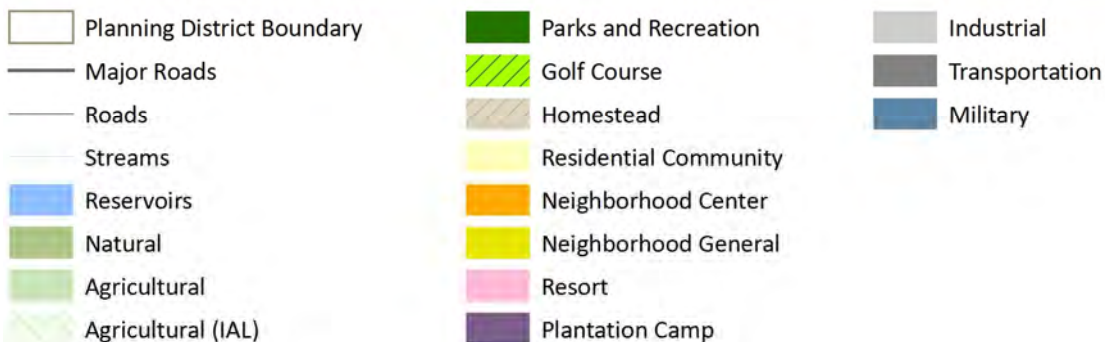 Planning District Boundary
Major Roads
Roads
Streams
Reservoirs
Natural
Agricultural
Agricultural (IAL)
Parks and Recreation
Golf Course
Homestead
Residential Community
Neighborhood Center
Neighborhood General
Resort
Plantation Camp
Industrial
Transportation
Military